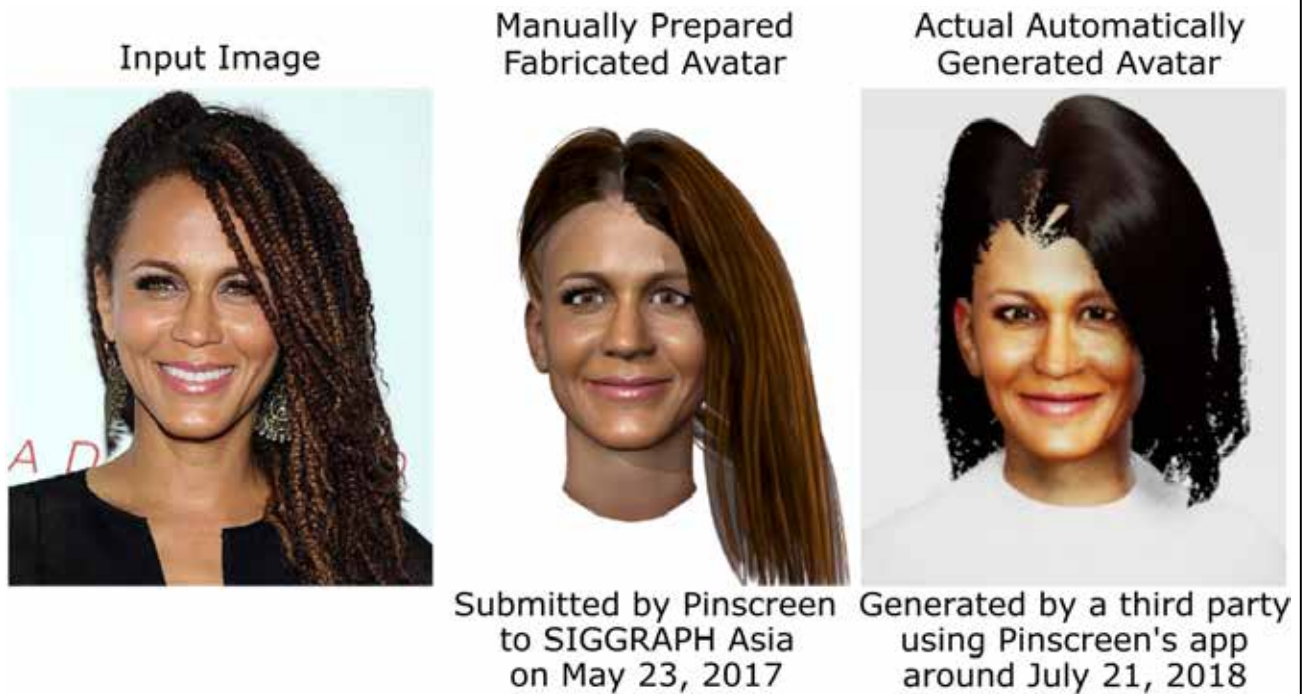 Input Image
Manually Prepared
Fabricated Avatar
Actual Automatically
Generated Avatar
A D
Submitted by Pinscreen
to SIGGRAPH Asia
on May 23, 2017
Generated by a third party
using Pinscreen's app
around July 21, 2018